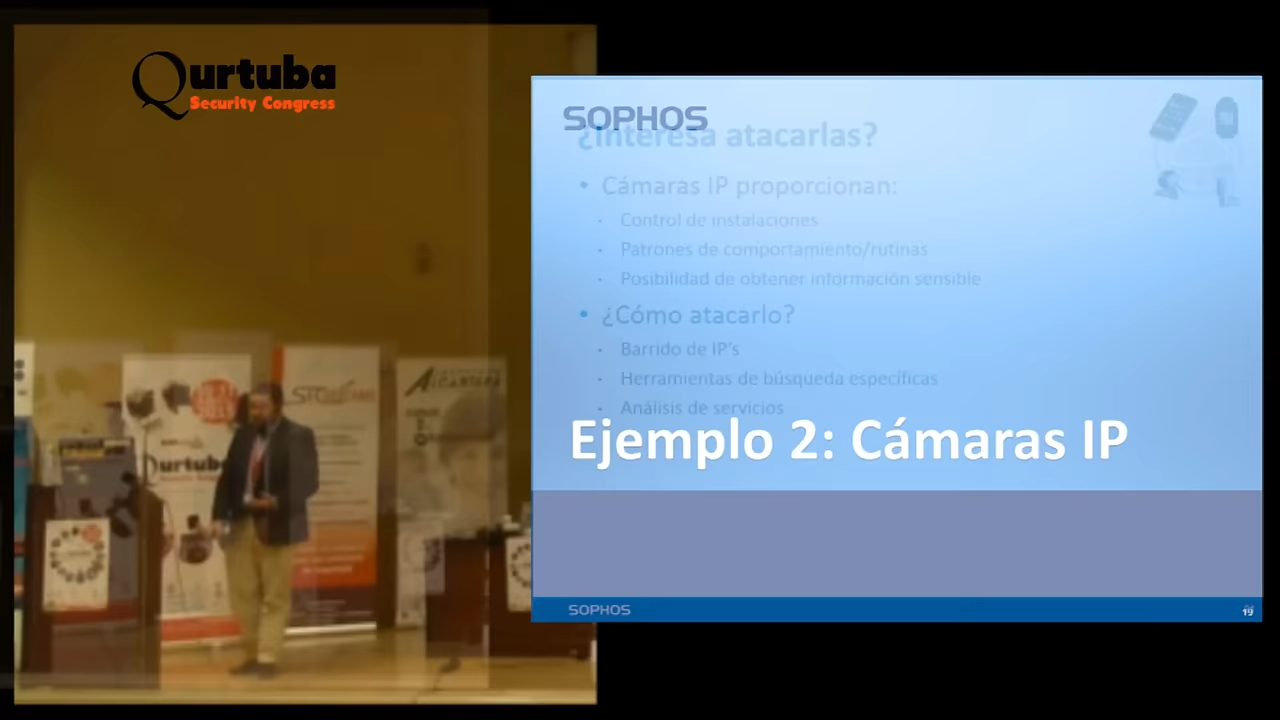 Qurtuba
Security Congress
SOPHOS
¿Interesa atacarlas?
• Cámaras IP proporcionan:
- Control de instalaciones
- Patrones de comportamiento/rutinas
- Posibilidad de obtener información sensible
• ¿Cómo atacarlo?
- Barrido de IP's
- Herramientas de búsqueda específicas
- Análisis de servicios
Ejemplo 2: Cámaras IP
SOPHOS
19
urtuba
ALCÁNTARA